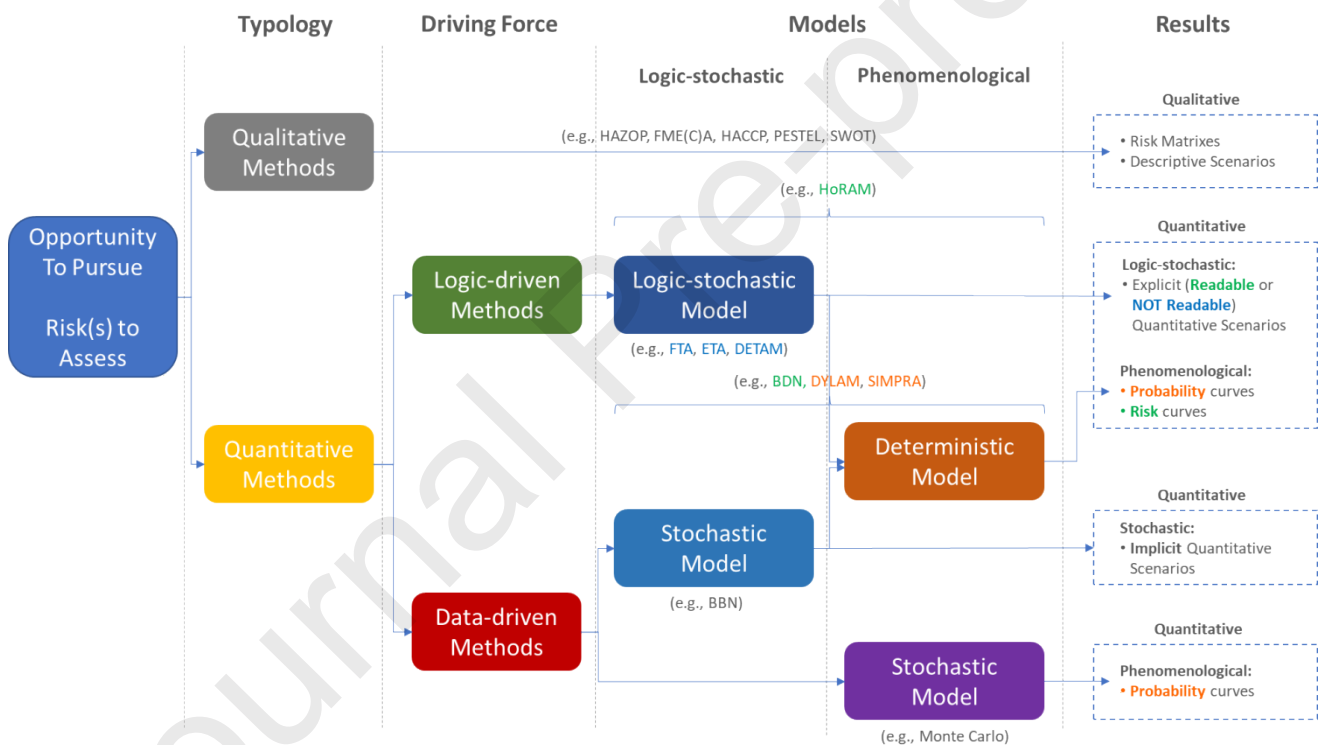 Typology
Driving Force
Models
Results
Logic-stochastic
Phenomenological
Qualitative
Methods
(e.g., HAZOP, FME(C)A, HACCP, PESTEL, SWOT)
Qualitative
• Risk Matrixes
• Descriptive Scenarios
(e.g., HoRAM)
Opportunity
To Pursue
Risk(s) to
Assess
Logic-driven
Methods
Logic-stochastic
Model
(e.g., FTA, ETA, DETAM)
Quantitative
Logic-stochastic:
• Explicit (Readable or
NOT Readable)
Quantitative Scenarios
Phenomenological:
• Probability curves
• Risk curves
(e.g., BDN, DYLAM, SIMPRA)
Quantitative
Methods
Deterministic
Model
Stochastic
Model
(e.g., BBN)
Quantitative
Stochastic:
• Implicit Quantitative
Scenarios
Data-driven
Methods
Stochastic
Model
(e.g., Monte Carlo)
Quantitative
Phenomenological:
• Probability curves
ournal Pre-pro